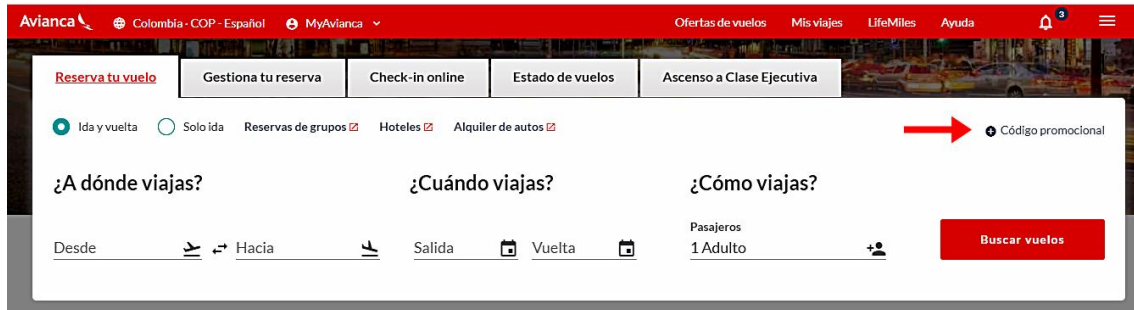 Avianca Colombia - COP - Español MyAvianca Ofertas de vuelos Mis viajes LifeMiles Ayuda 3
Reserva tu vuelo Gestiona tu reserva Check-in online Estado de vuelos Ascenso a Clase Ejecutiva
Ida y vuelta Solo ida Reservas de grupos Hoteles Alquiler de autos Código promocional
¿A dónde viajas? ¿Cuándo viajas? ¿Cómo viajas?
Pasajeros
Desde Hacia Salida Vuelta 1 Adulto Buscar vuelos